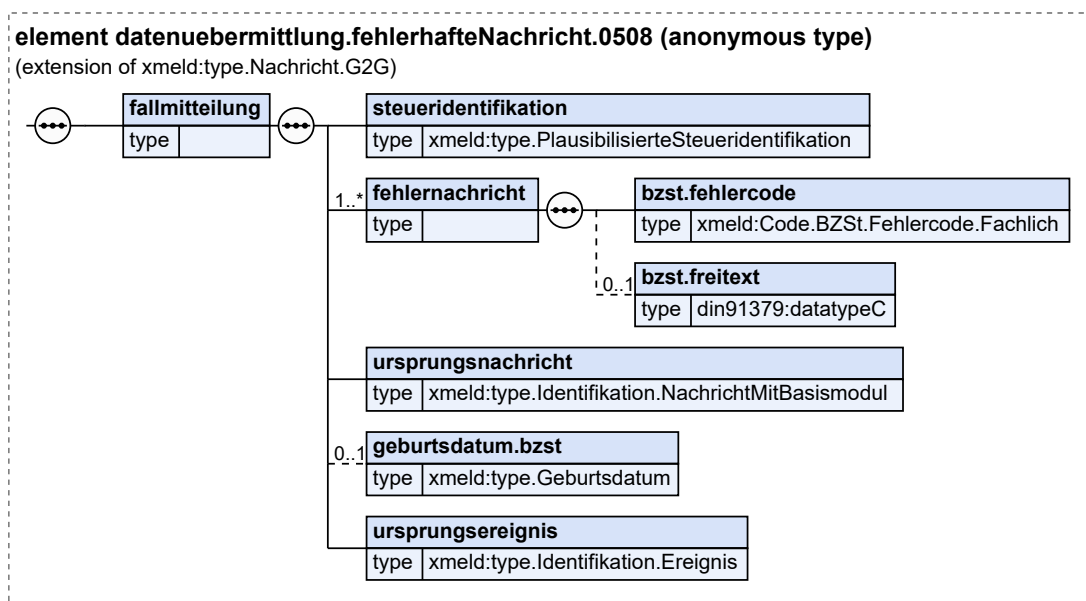 element datenuebermittlung.fehlerhafteNachricht.0508 (anonymous type)
(extension of xmeld:type.Nachricht.G2G)
fallmitteilung
type
steueridentifikation
type xmeld:type.PlausibilisierteSteueridentifikation
1..*
fehlernachricht
type
bzst.fehlercode
type xmeld:Code.BZSt.Fehlercode.Fachlich
0..1
bzst.freitext
type din91379:datatypeC
ursprungsnachricht
type xmeld:type.Identifikation.NachrichtMitBasismodul
0..1
geburtsdatum.bzst
type xmeld:type.Geburtsdatum
ursprungsereignis
type xmeld:type.Identifikation.Ereignis